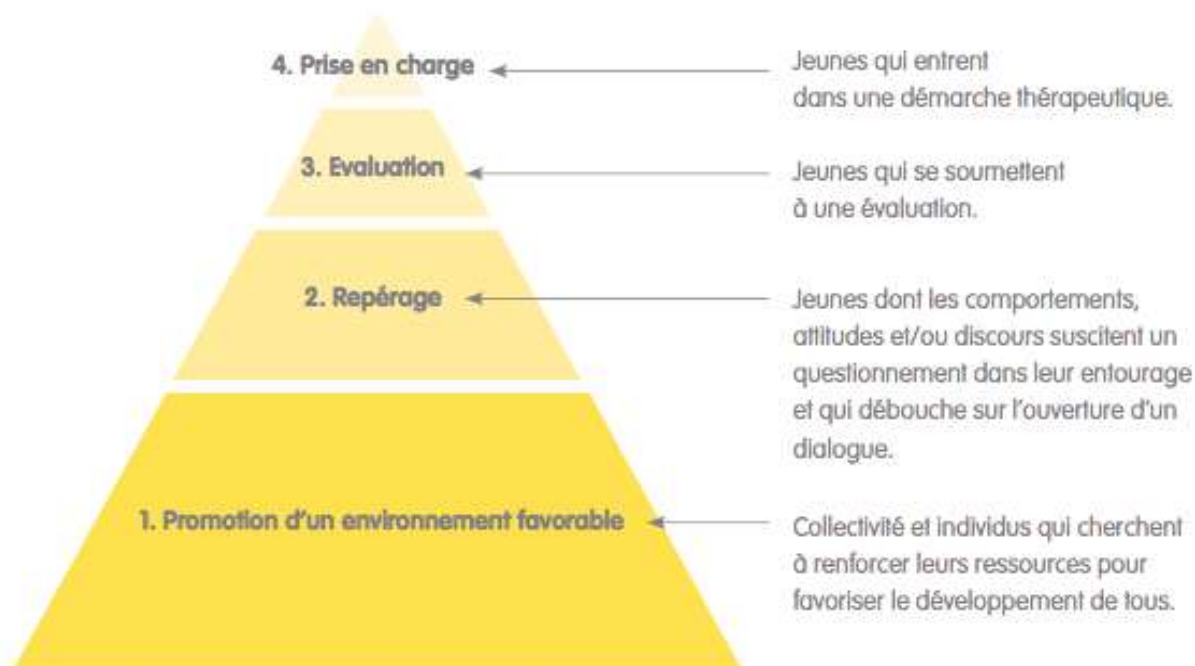 4. Prise en charge
Jeunes qui entrent
dans une démarche thérapeutique.
3. Evaluation
Jeunes qui se soumettent
à une évaluation.
2. Repérage
Jeunes dont les comportements,
attitudes et/ou discours suscitent un
questionnement dans leur entourage
et qui débouche sur l'ouverture d'un
dialogue.
1. Promotion d'un environnement favorable
Collectivité et individus qui cherchent
à renforcer leurs ressources pour
favoriser le développement de tous.